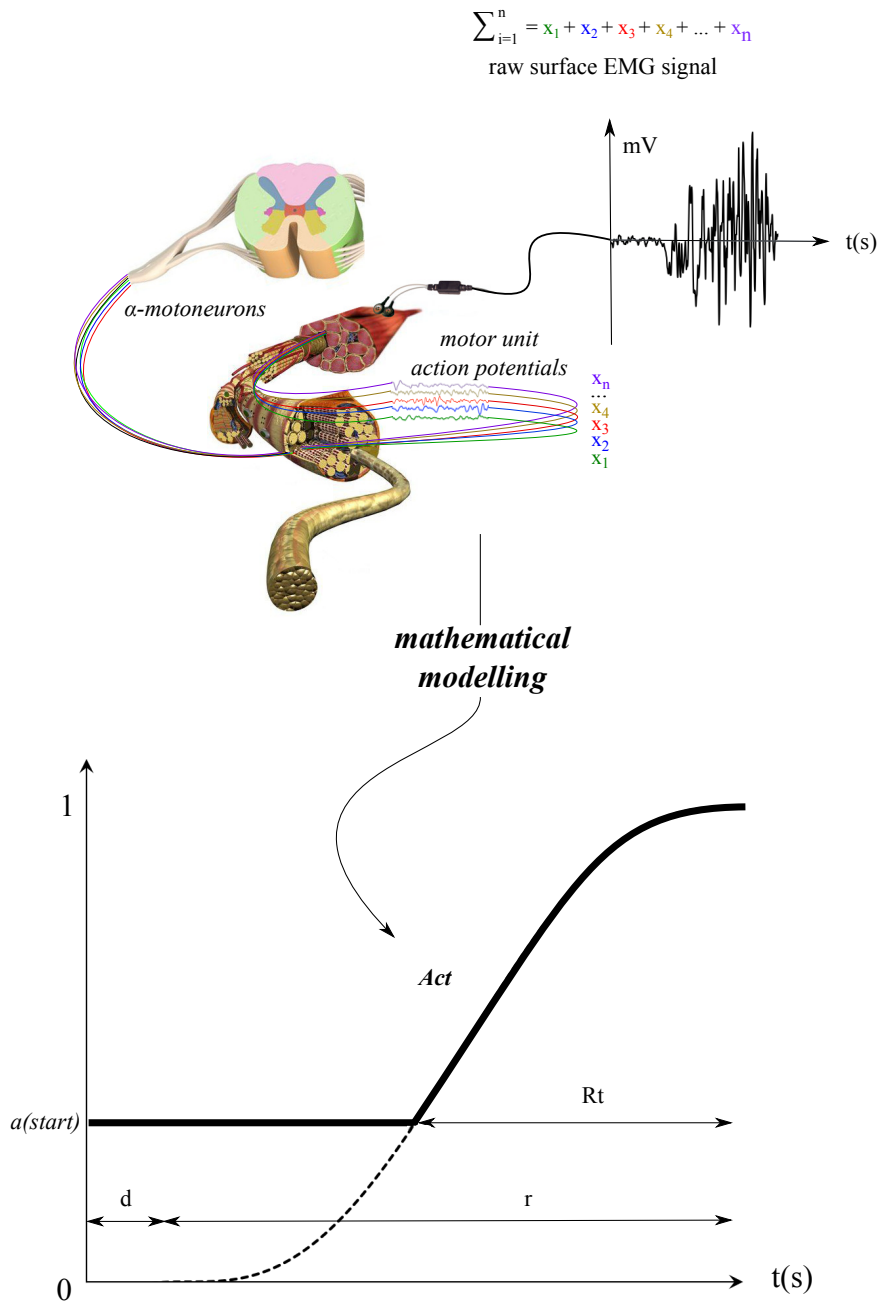 ∑ⁿᵢ₌₁ = x₁ + x₂ + x₃ + x₄ + ... + xₙ
raw surface EMG signal
mV
t(s)
α-motoneurons
motor unit
action potentials
xₙ
...
x₄
x₃
x₂
x₁
mathematical
modelling
1
Act
Rt
a(start)
d
r
0
t(s)